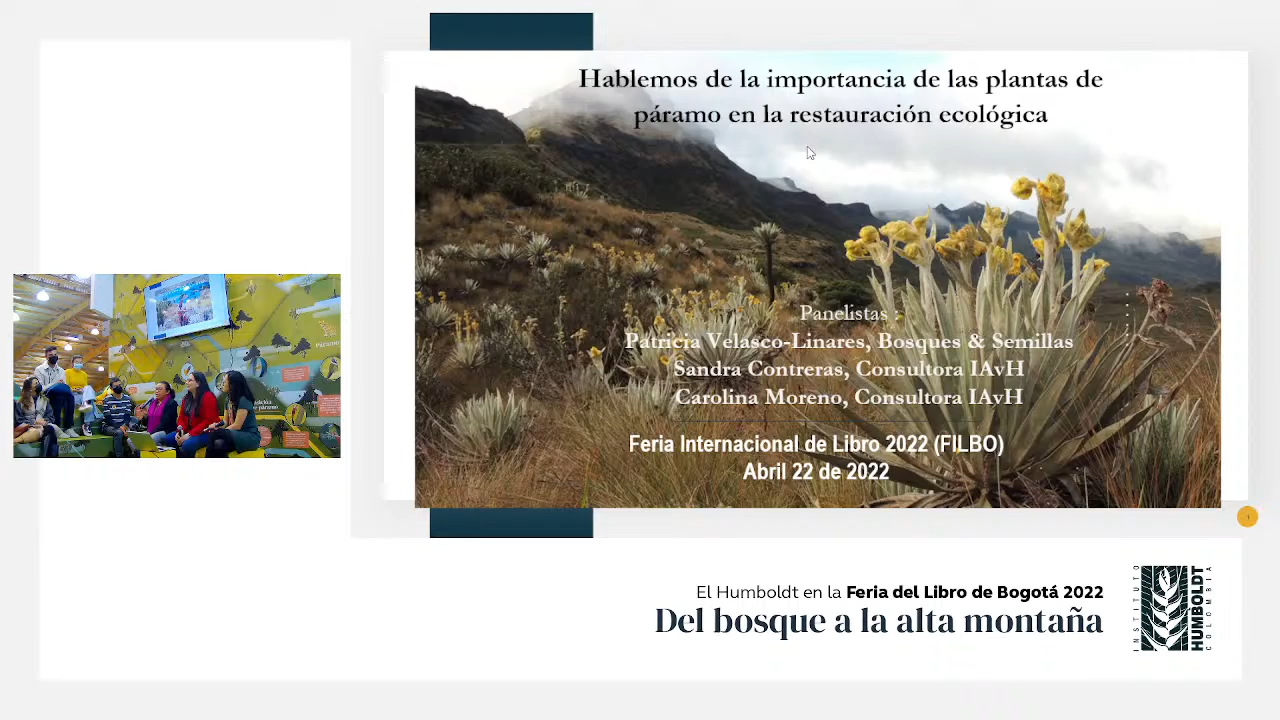 Hablemos de la importancia de las plantas de
páramo en la restauración ecológica
Panelistas :
Patricia Velasco-Linares, Bosques & Semillas
Sandra Contreras, Consultora IAvH
Carolina Moreno, Consultora IAvH
Feria Internacional de Libro 2022 (FILBO)
Abril 22 de 2022
El Humboldt en la Feria del Libro de Bogotá 2022
Del bosque a la alta montaña
INSTITUTO
HUMBOLDT
COLOMBIA